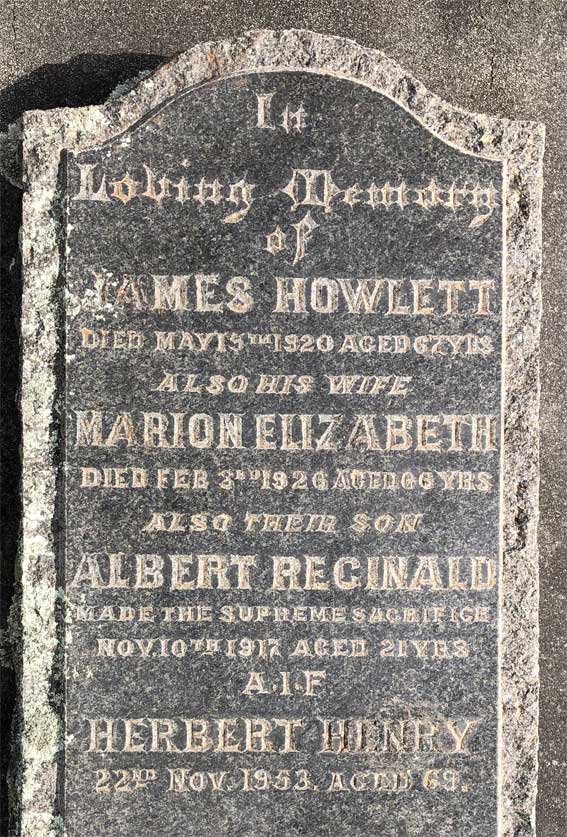 In
Loving Memory
of
JAMES HOWLETT
DIED MAY 15TH 1920 AGED 67 YRS
ALSO HIS WIFE
MARION ELIZABETH
DIED FEB 3RD 1926 AGED 66 YRS
ALSO THEIR SON
ALBERT REGINALD
MADE THE SUPREME SACRIFICE
NOV. 10TH 1917 AGED 21 YRS
A.I.F
HERBERT HENRY
22ND NOV. 1953. AGED 69.